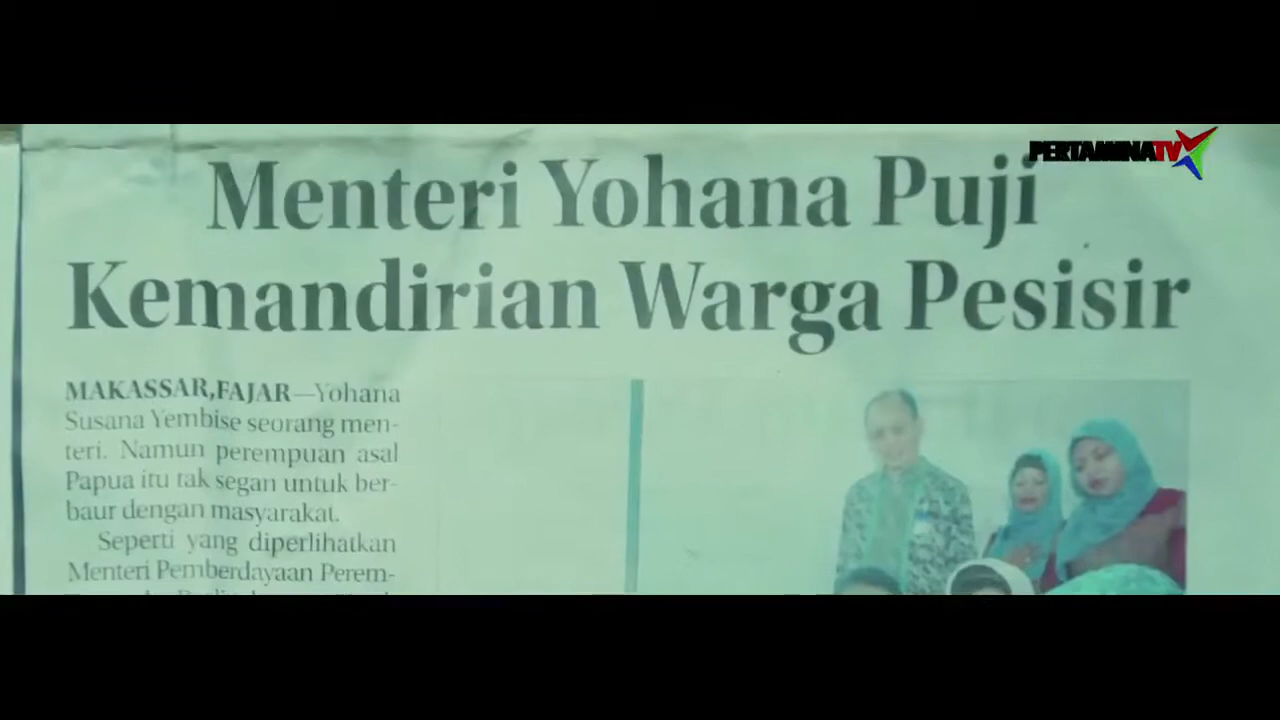 PERTAMINATV
Menteri Yohana Puji
Kemandirian Warga Pesisir
MAKASSAR,FAJAR—Yohana
Susana Yembise seorang men-
teri. Namun perempuan asal
Papua itu tak segan untuk ber-
baur dengan masyarakat.
Seperti yang diperlihatkan
Menteri Pemberdayaan Perem-